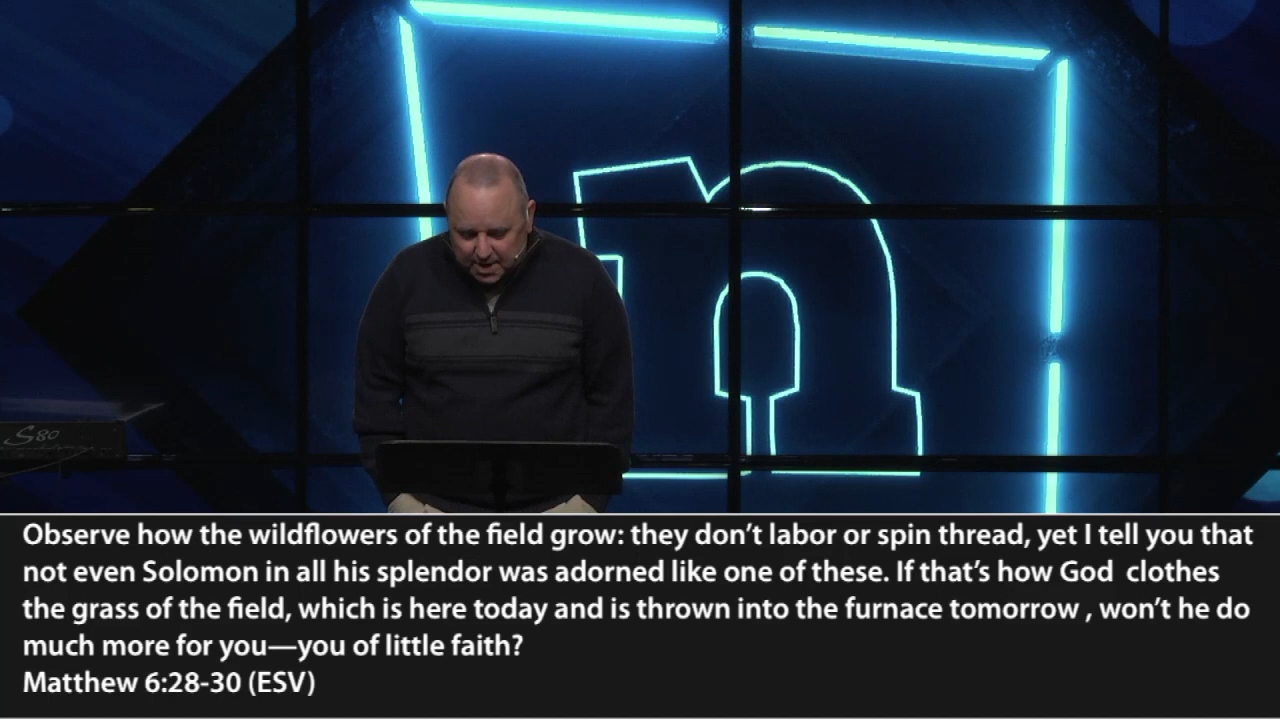 n
S80
Observe how the wildflowers of the field grow: they don’t labor or spin thread, yet I tell you that
not even Solomon in all his splendor was adorned like one of these. If that’s how God  clothes
the grass of the field, which is here today and is thrown into the furnace tomorrow , won’t he do
much more for you—you of little faith?
Matthew 6:28-30 (ESV)